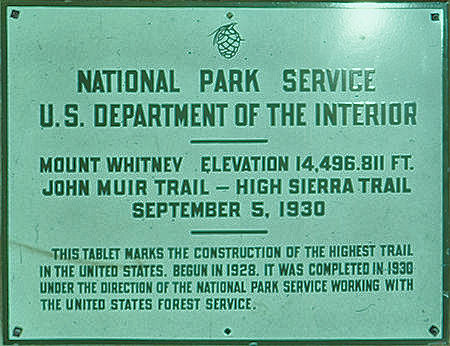 NATIONAL PARK SERVICE
U.S. DEPARTMENT OF THE INTERIOR
MOUNT WHITNEY ELEVATION 14,496.811 FT.
JOHN MUIR TRAIL — HIGH SIERRA TRAIL
SEPTEMBER 5, 1930
THIS TABLET MARKS THE CONSTRUCTION OF THE HIGHEST TRAIL
IN THE UNITED STATES. BEGUN IN 1928. IT WAS COMPLETED IN 1930
UNDER THE DIRECTION OF THE NATIONAL PARK SERVICE WORKING WITH
THE UNITED STATES FOREST SERVICE.